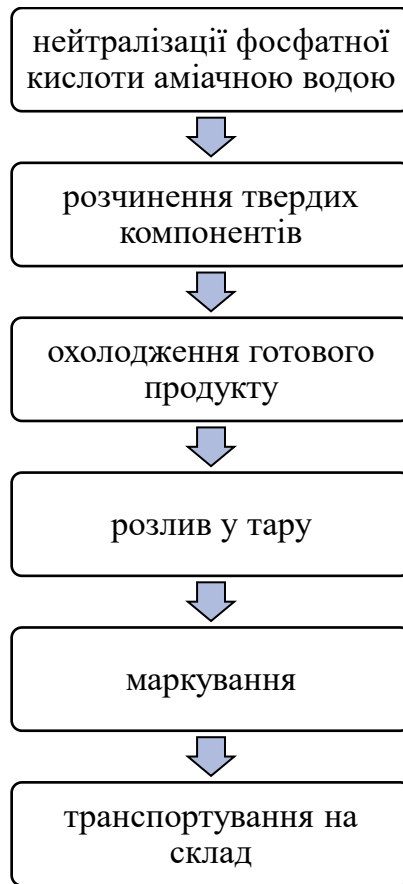 нейтралізації фосфатної
кислоти аміачною водою
розчинення твердих
компонентів
охолодження готового
продукту
розлив у тару
маркування
транспортування на
склад